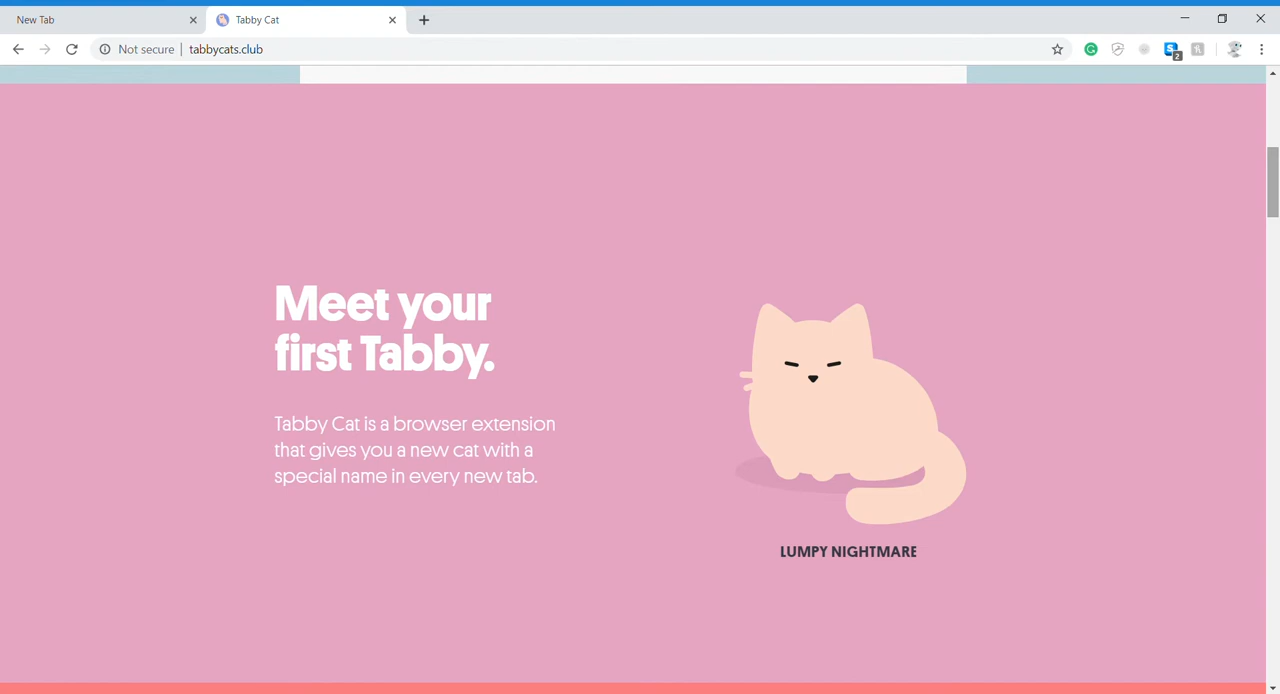 New Tab
Tabby Cat
Not secure | tabbycats.club
2
Meet your
first Tabby.
Tabby Cat is a browser extension
that gives you a new cat with a
special name in every new tab.
LUMPY NIGHTMARE